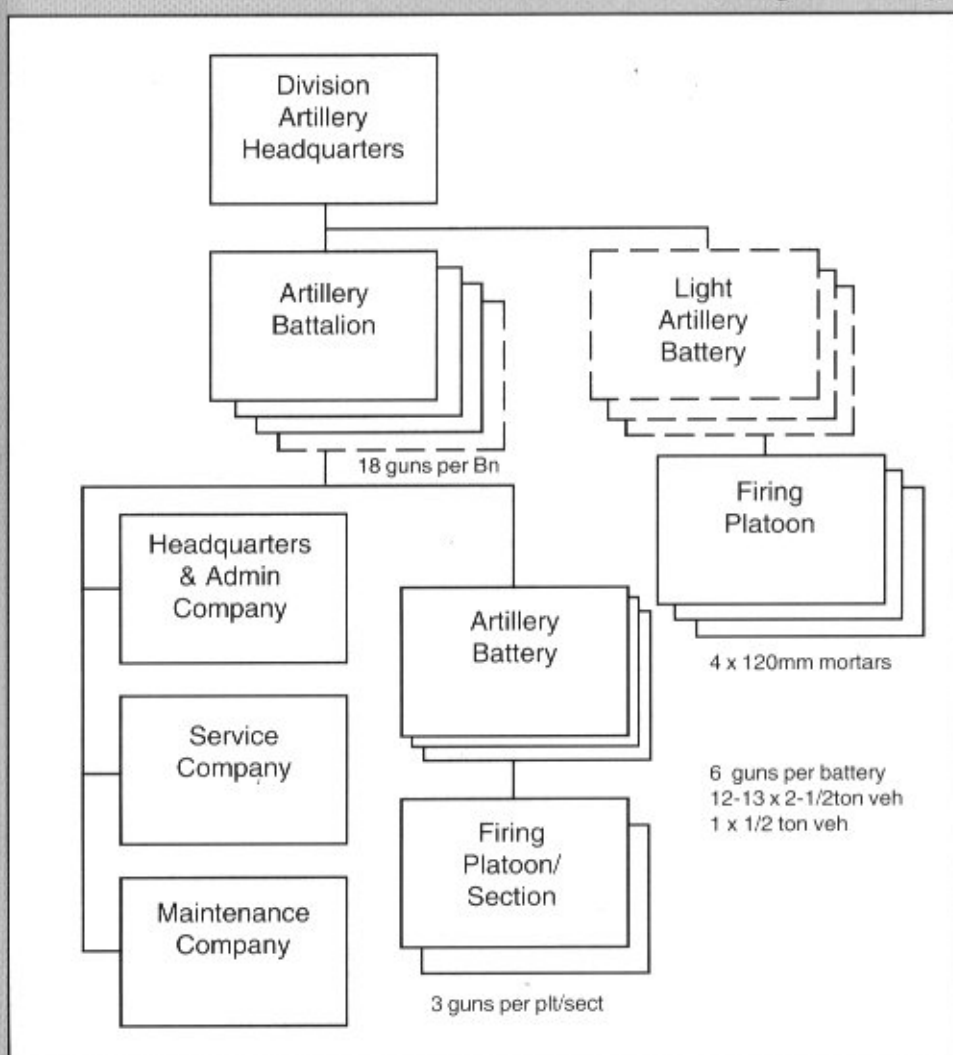 Division
Artillery
Headquarters
Artillery
Battalion
Light
Artillery
Battery
18 guns per Bn
Firing
Platoon
4 x 120mm mortars
Headquarters
& Admin
Company
Artillery
Battery
Service
Company
6 guns per battery
12-13 x 2-1/2ton veh
1 x 1/2 ton veh
Firing
Platoon/
Section
Maintenance
Company
3 guns per plt/sect